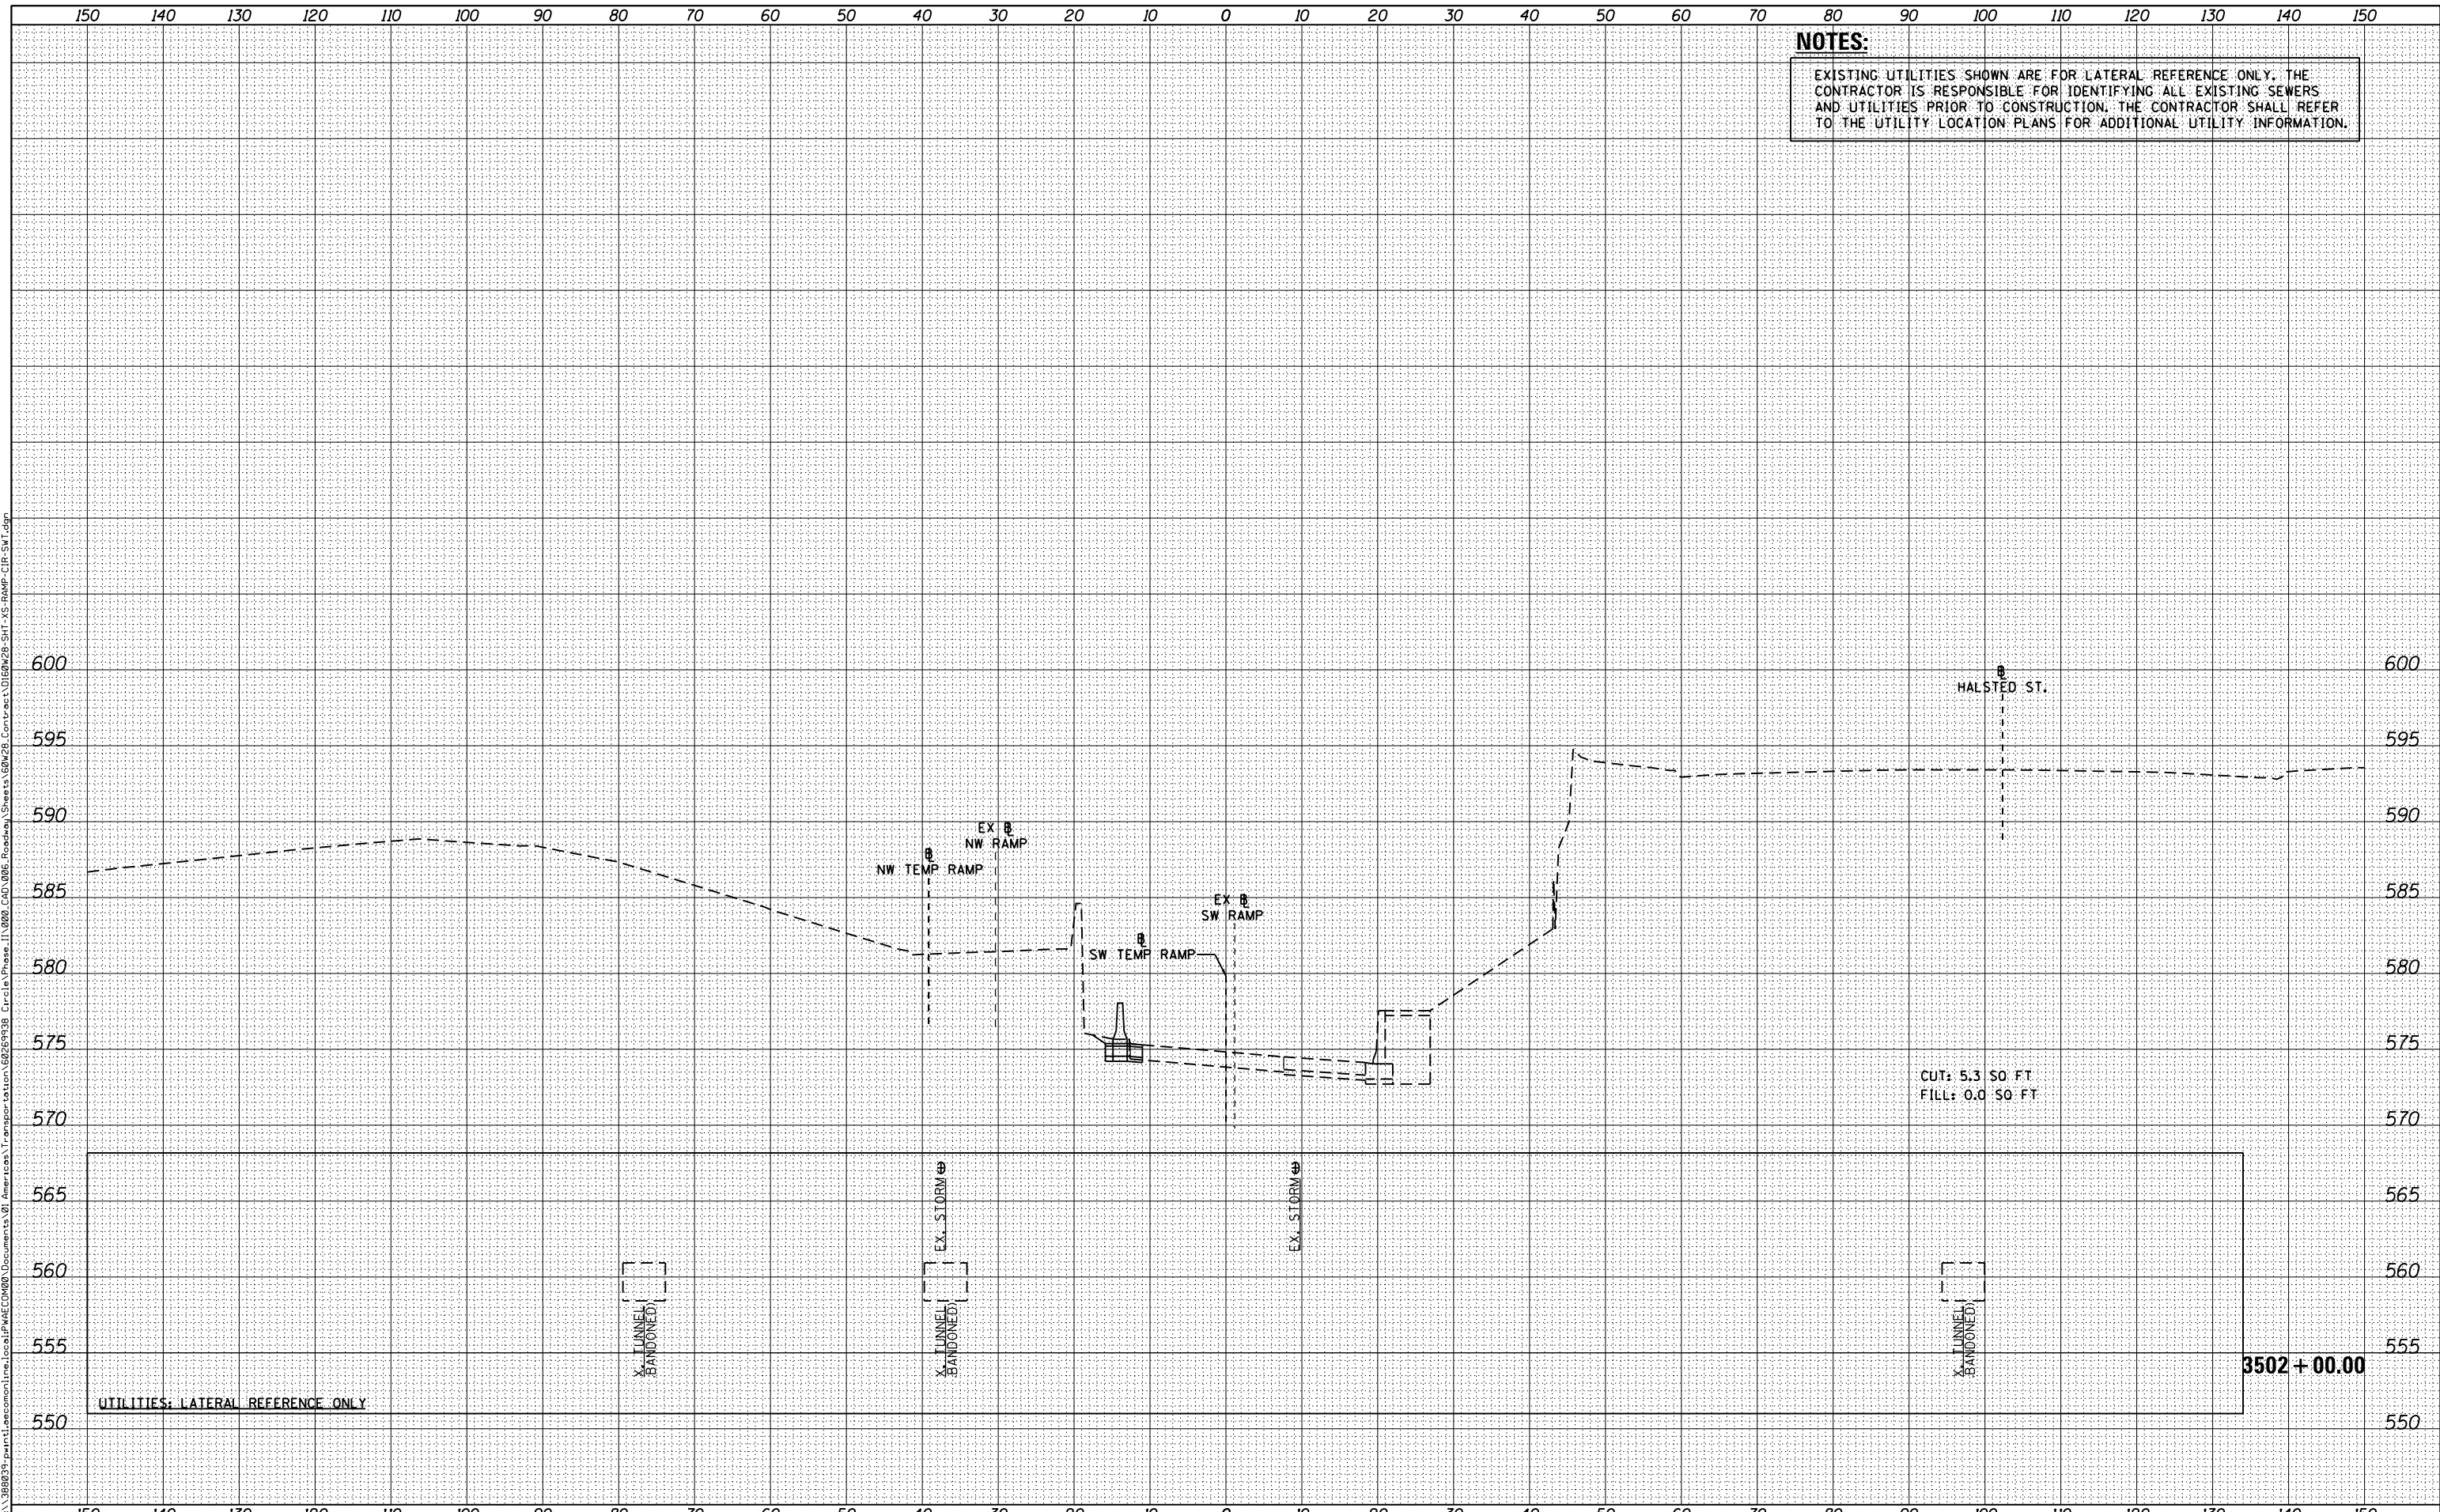 150 140 130 120 110 100 90 80 70 60 50 40 30 20 10 0 10 20 30 40 50 60 70 80 90 100 110 120 130 140 150
NOTES:
EXISTING UTILITIES SHOWN ARE FOR LATERAL REFERENCE ONLY. THE
CONTRACTOR IS RESPONSIBLE FOR IDENTIFYING ALL EXISTING SEWERS
AND UTILITIES PRIOR TO CONSTRUCTION. THE CONTRACTOR SHALL REFER
TO THE UTILITY LOCATION PLANS FOR ADDITIONAL UTILITY INFORMATION.
600 600
HALSTED ST.
595 595
590 590
EX
NW RAMP
NW TEMP RAMP
585 585
EX
SW RAMP
SW TEMP RAMP
580 580
575 575
CUT: 5.3 SQ FT
FILL: 0.0 SQ FT
570 570
EX. STORM
EX. STORM
565 565
560 560
X. TUNNEL
BANDONED)
X. TUNNEL
BANDONED)
X. TUNNEL
BANDONED)
555 555
3502+00.00
UTILITIES: LATERAL REFERENCE ONLY
550 550